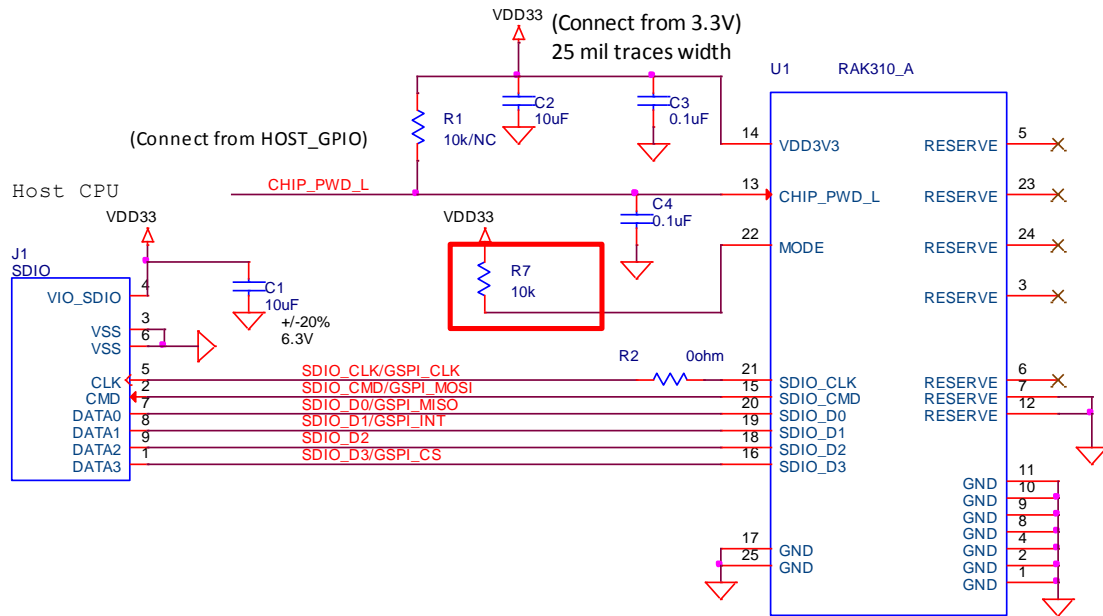 VDD33
(Connect from 3.3V)
25 mil traces width
U1 RAK310_A
R1
10k/NC
C2
10uF
C3
0.1uF
(Connect from HOST_GPIO)
14 VDD3V3
RESERVE 5
Host CPU
CHIP_PWD_L
13 CHIP_PWD_L
RESERVE 23
VDD33
VDD33
C4
0.1uF
22 MODE
RESERVE 24
J1
SDIO
R7
10k
VIO_SDIO 4
C1
10uF
+/-20%
6.3V
RESERVE 3
VSS 3
VSS 6
R2 0ohm
CLK 5 SDIO_CLK/GSPI_CLK 21 SDIO_CLK RESERVE 6
CMD 2 SDIO_CMD/GSPI_MOSI 15 SDIO_CMD RESERVE 7
DATA0 7 SDIO_D0/GSPI_MISO 20 SDIO_D0 RESERVE 12
DATA1 8 SDIO_D1/GSPI_INT 19 SDIO_D1
DATA2 9 SDIO_D2 18 SDIO_D2
DATA3 1 SDIO_D3/GSPI_CS 16 SDIO_D3
GND 11
GND 10
GND 9
GND 8
17 GND GND 4
25 GND GND 2
GND 1